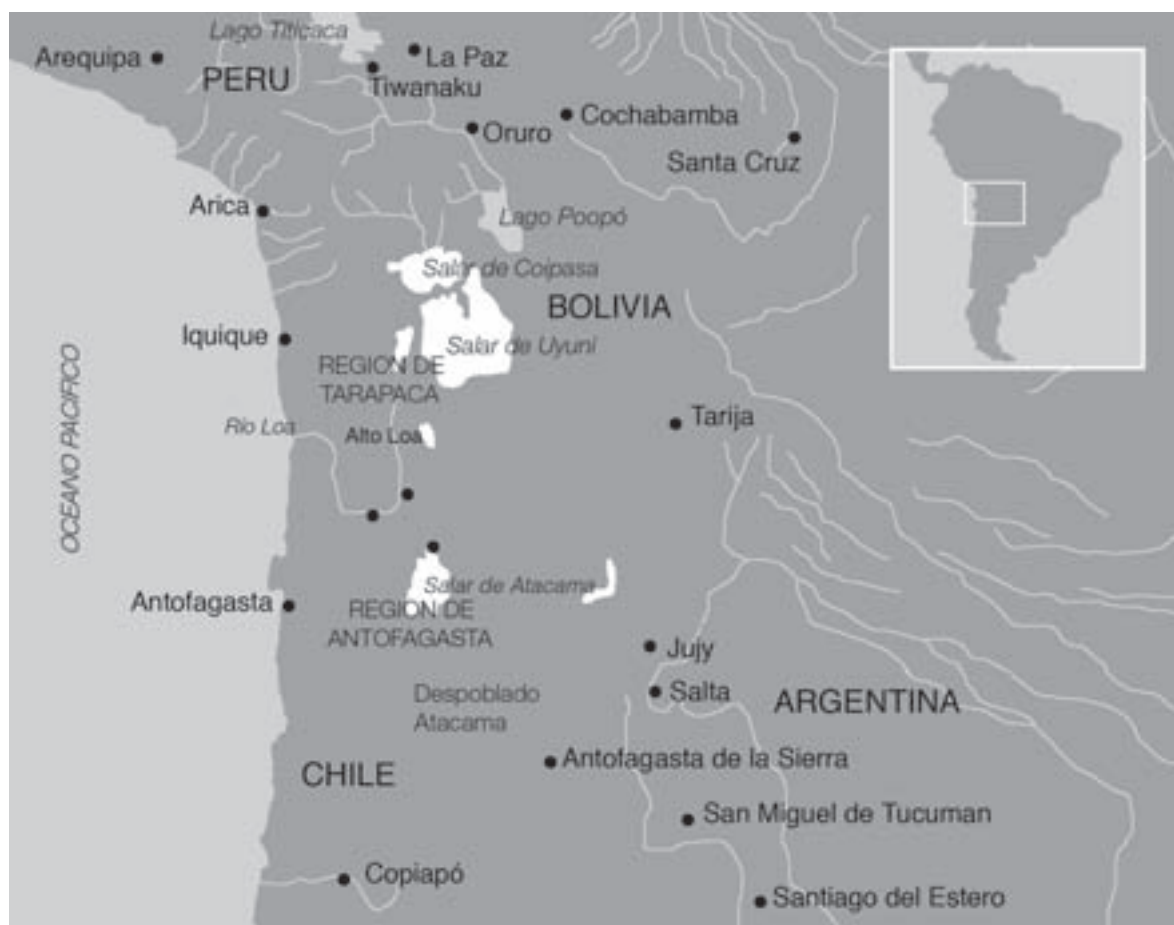 Lago Titicaca
Arequipa
La Paz
PERU
Tiwanaku
Cochabamba
Oruro
Santa Cruz
Arica
Lago Poopó
Salar de Coipasa
BOLIVIA
Iquique
Salar de Uyuni
REGION DE
TARAPACA
OCEANO PACIFICO
Tarija
Río Loa
Alto Loa
Salar de Atacama
Antofagasta
REGION DE
ANTOFAGASTA
Jujy
Despoblado
Atacama
Salta
ARGENTINA
Antofagasta de la Sierra
CHILE
San Miguel de Tucuman
Copiapó
Santiago del Estero